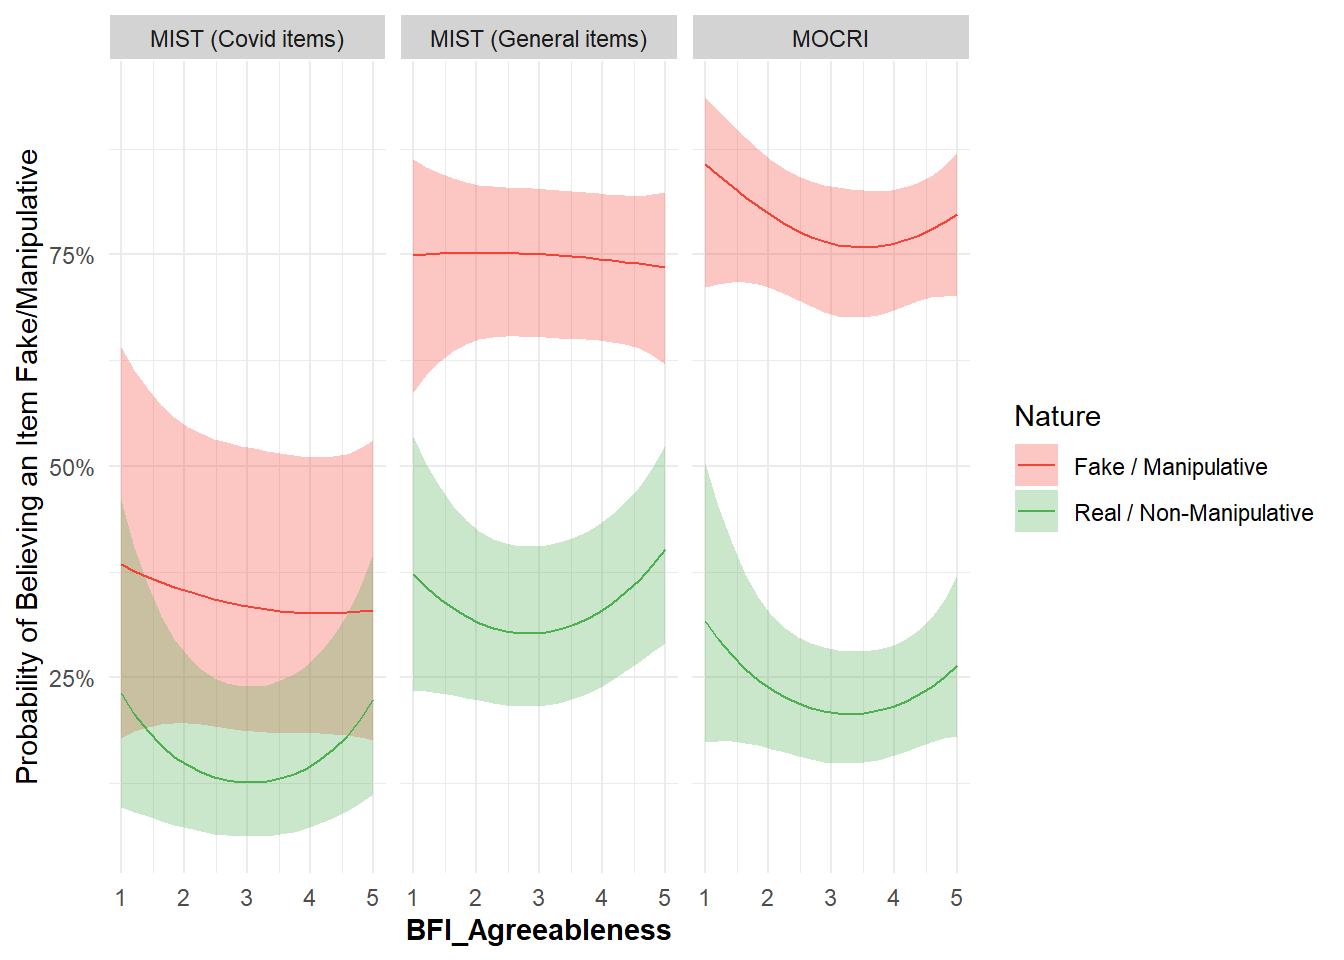 MIST (Covid items) MIST (General items) MOCRI
Probability of Believing an Item Fake/Manipulative
75%
50%
25%
1 2 3 4 5 1 2 3 4 5 1 2 3 4 5
BFI_Agreeableness
Nature
Fake / Manipulative
Real / Non-Manipulative